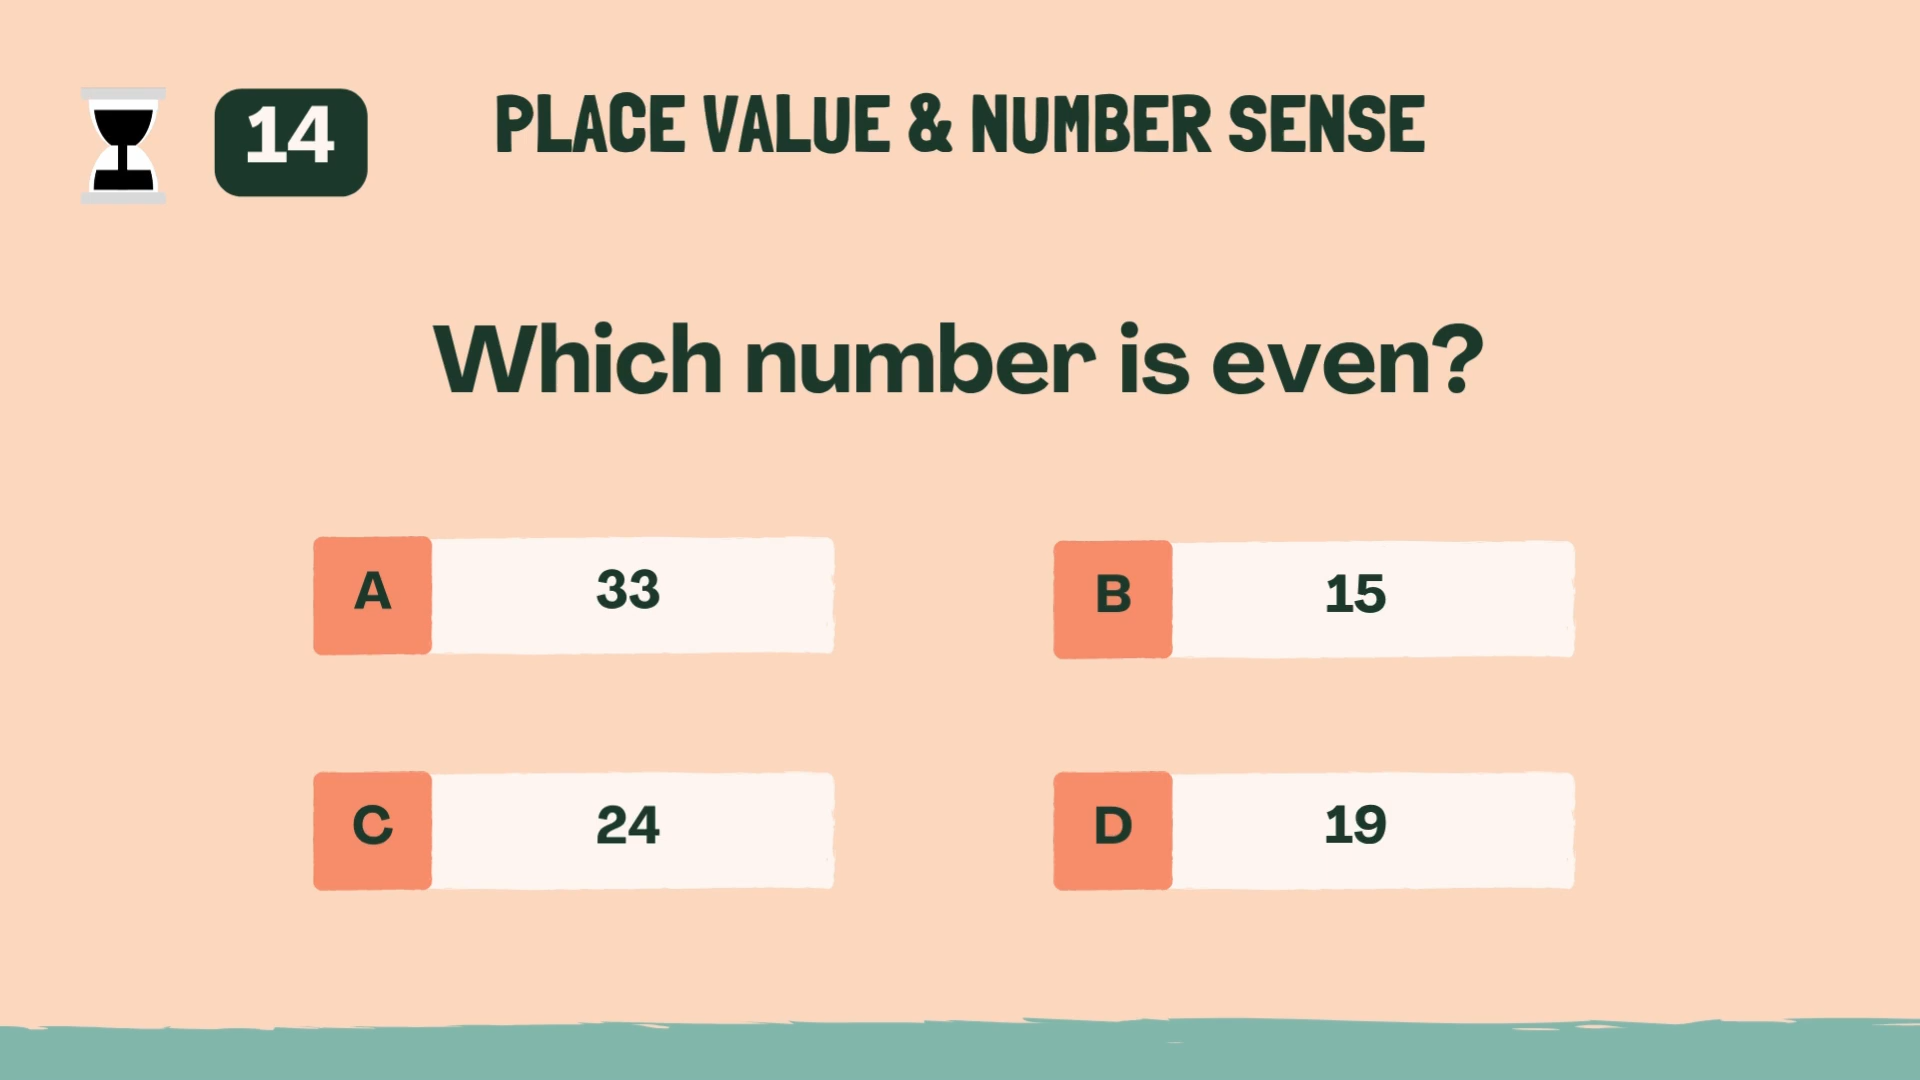 14
PLACE VALUE & NUMBER SENSE
Which number is even?
A 33
B 15
C 24
D 19